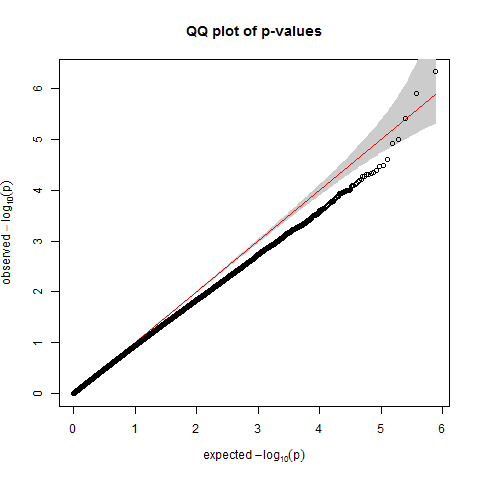 QQ plot of p-values
observed −log10(p)
6
5
4
3
2
1
0
0 1 2 3 4 5 6
expected −log10(p)